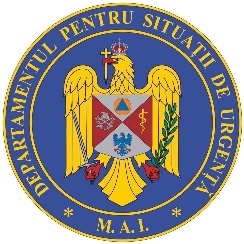 DEPARTAMENTUL PENTRU SITUAȚII DE URGENȚĂ
* M.A.I. *